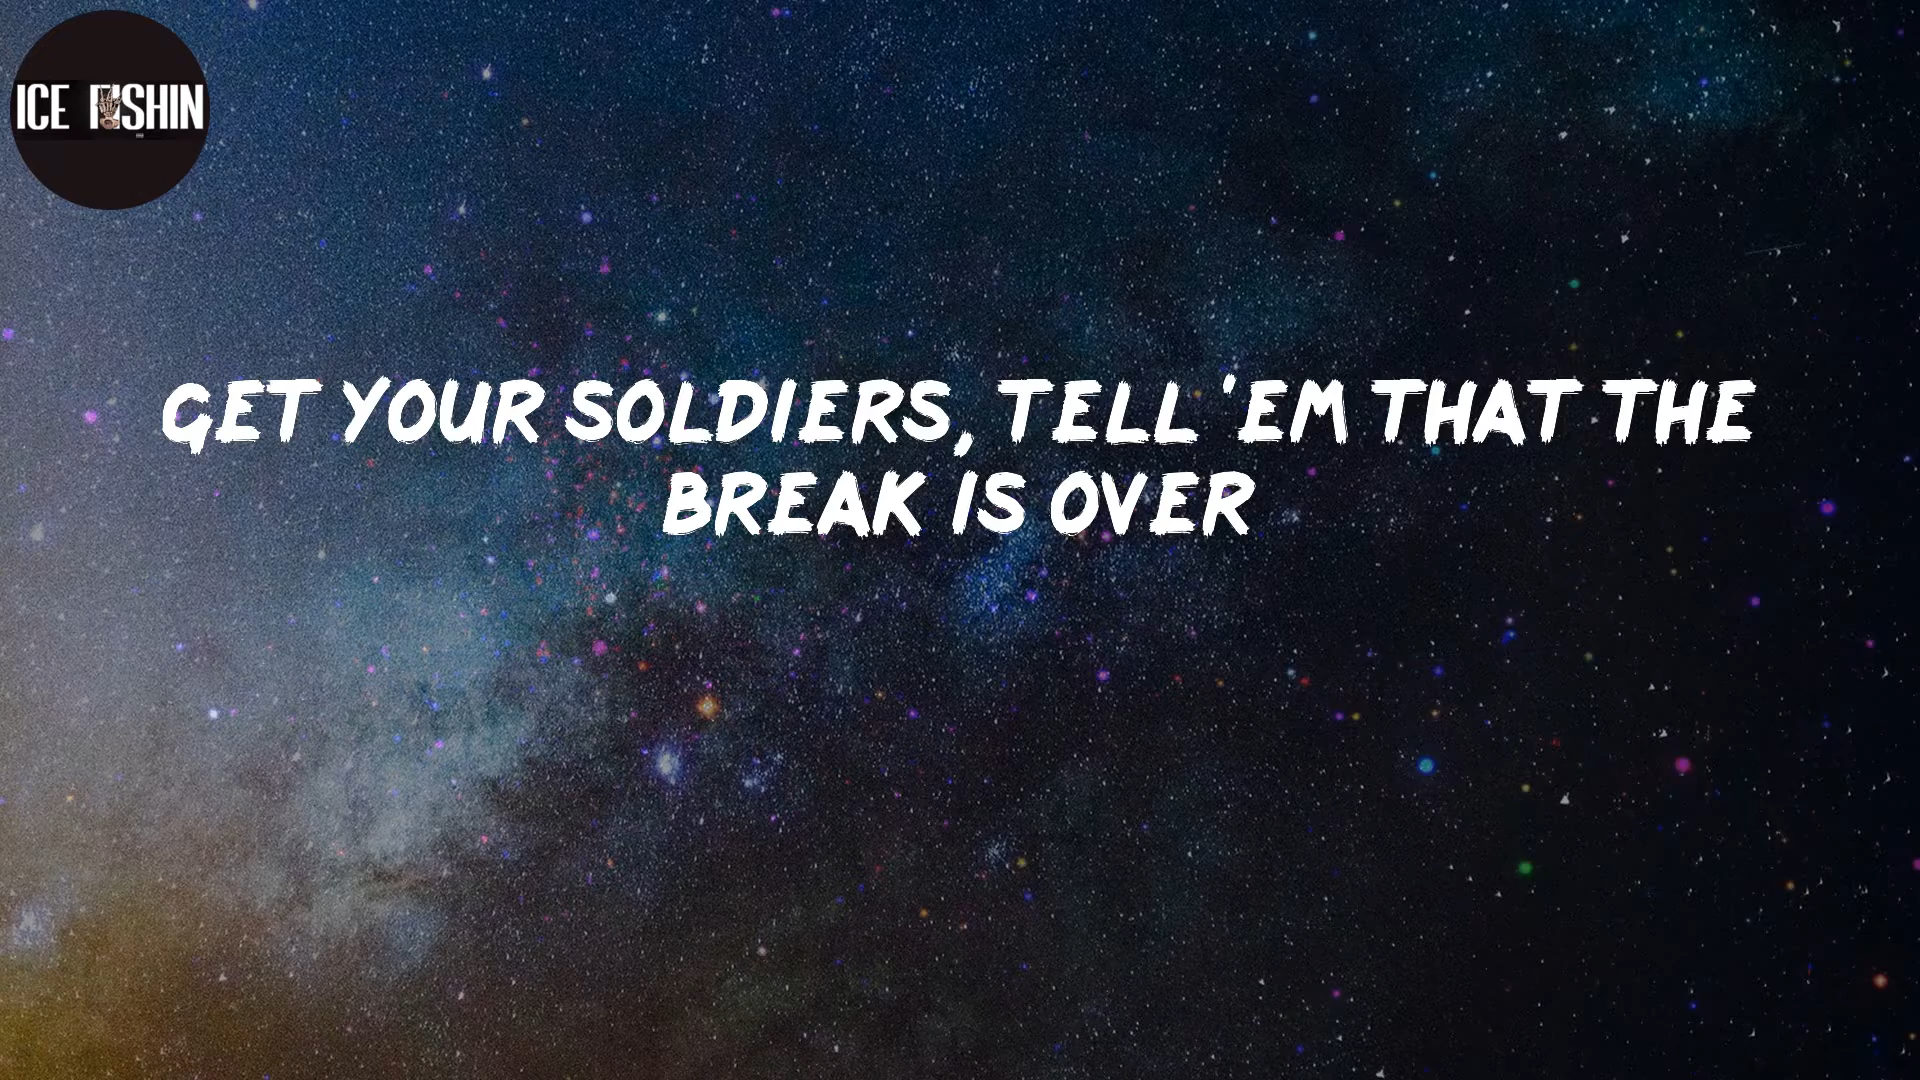 ICE FISHIN
GET YOUR SOLDIERS, TELL 'EM THAT THE
BREAK IS OVER